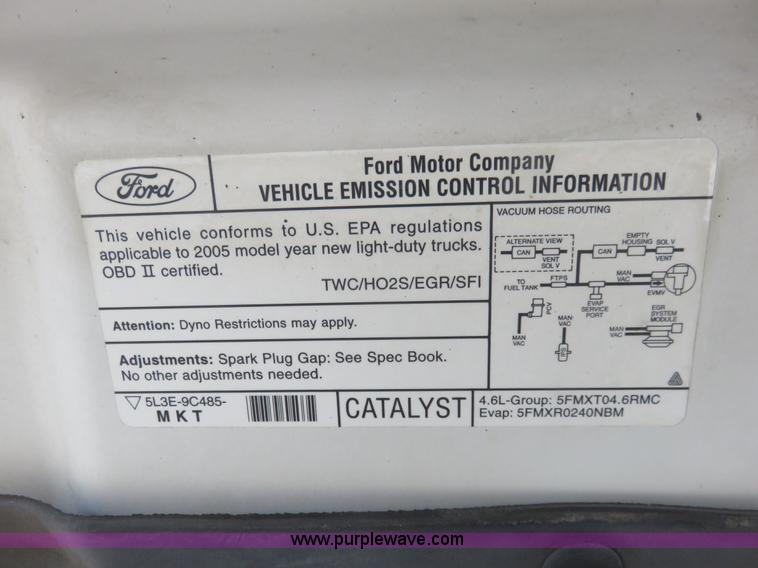 Ford
Ford Motor Company
VEHICLE EMISSION CONTROL INFORMATION
This vehicle conforms to U.S. EPA regulations
applicable to 2005 model year new light-duty trucks.
OBD II certified.
TWC/HO2S/EGR/SFI
Attention: Dyno Restrictions may apply.
Adjustments: Spark Plug Gap: See Spec Book.
No other adjustments needed.
VACUUM HOSE ROUTING
ALTERNATE VIEW
CAN
VENT
SOL V
CAN
EMPTY
HOUSING
SOL V
VENT
TO
FUEL TANK
FTPS
MAN
VAC
EVMV
EVAP
SERVICE
PORT
PCV
MAN
VAC
MAN
VAC
FPS
EGR
SYSTEM
MODULE
MAN
VAC
5L3E-9C485-
MKT
CATALYST
4.6L-Group: 5FMXT04.6RMC
Evap: 5FMXR0240NBM
www.purplewave.com